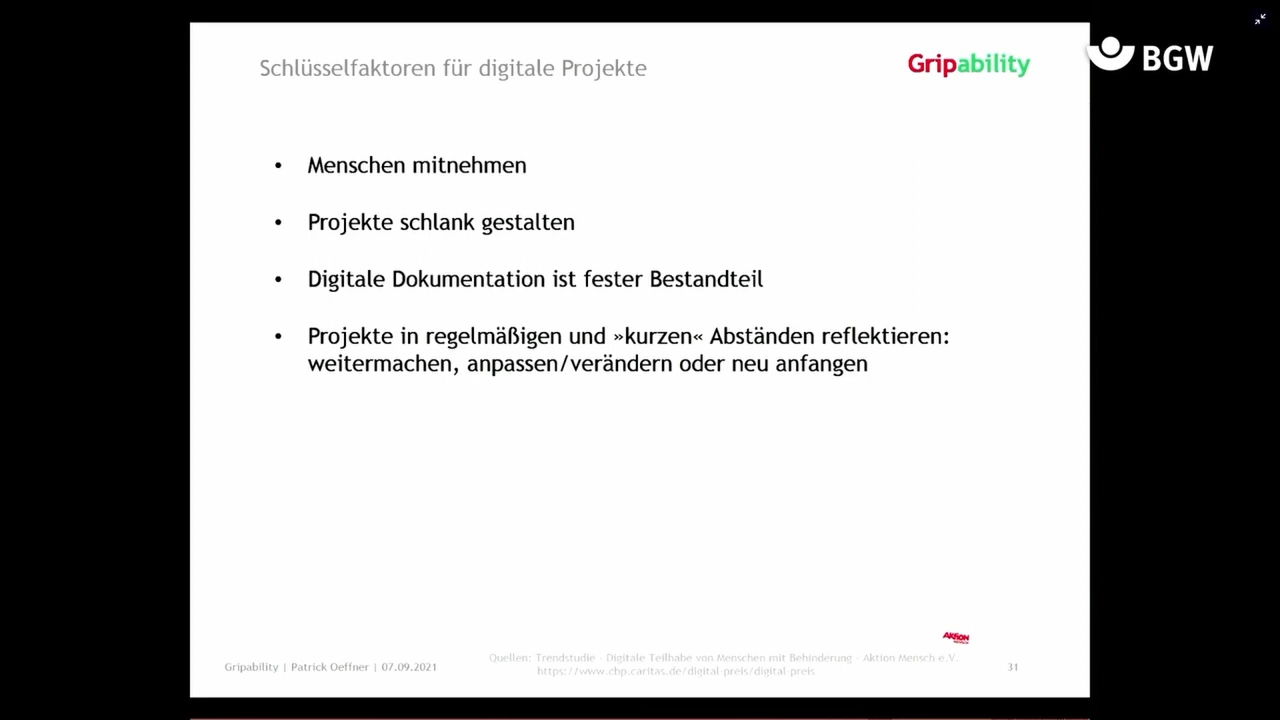 Schlüsselfaktoren für digitale Projekte
Gripability
BGW
• Menschen mitnehmen
• Projekte schlank gestalten
• Digitale Dokumentation ist fester Bestandteil
• Projekte in regelmäßigen und »kurzen« Abständen reflektieren:
weitermachen, anpassen/verändern oder neu anfangen
AKTION
MENSCH
Gripability | Patrick Oeffner | 07.09.2021
Quellen: Trendstudie - Digitale Teilhabe von Menschen mit Behinderung - Aktion Mensch e.V.
https://www.cbp.caritas.de/digital-preis/digital-preis
31